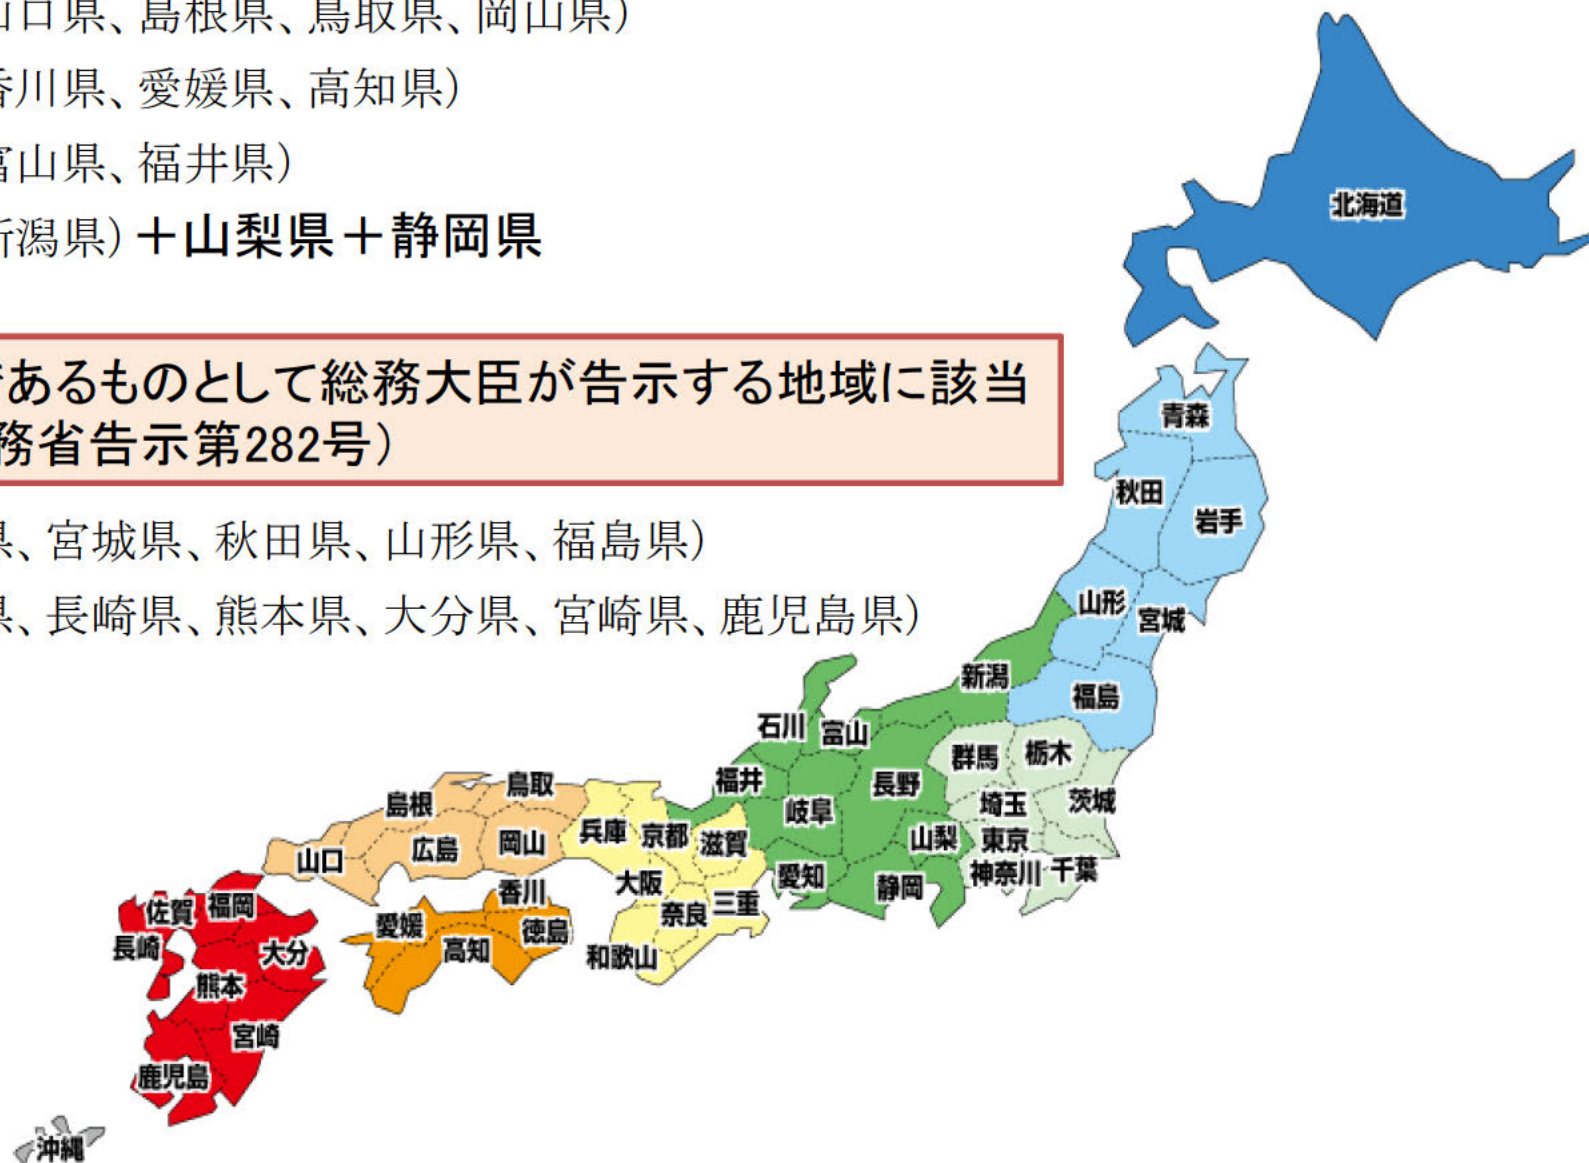 山口県、島根県、鳥取県、岡山県）
香川県、愛媛県、高知県）
富山県、福井県）
新潟県）＋山梨県＋静岡県
であるものとして総務大臣が告示する地域に該当
務省告示第282号）
県、宮城県、秋田県、山形県、福島県）
県、長崎県、熊本県、大分県、宮崎県、鹿児島県）
北海道
青森
秋田
岩手
山形
宮城
新潟
福島
石川
富山
群馬
栃木
福井
長野
鳥取
島根
岐阜
埼玉
茨城
兵庫
京都
滋賀
山梨
東京
山口
広島
岡山
愛知
静岡
神奈川
千葉
大阪
香川
三重
奈良
佐賀
福岡
愛媛
徳島
長崎
大分
高知
和歌山
熊本
宮崎
鹿児島
沖縄